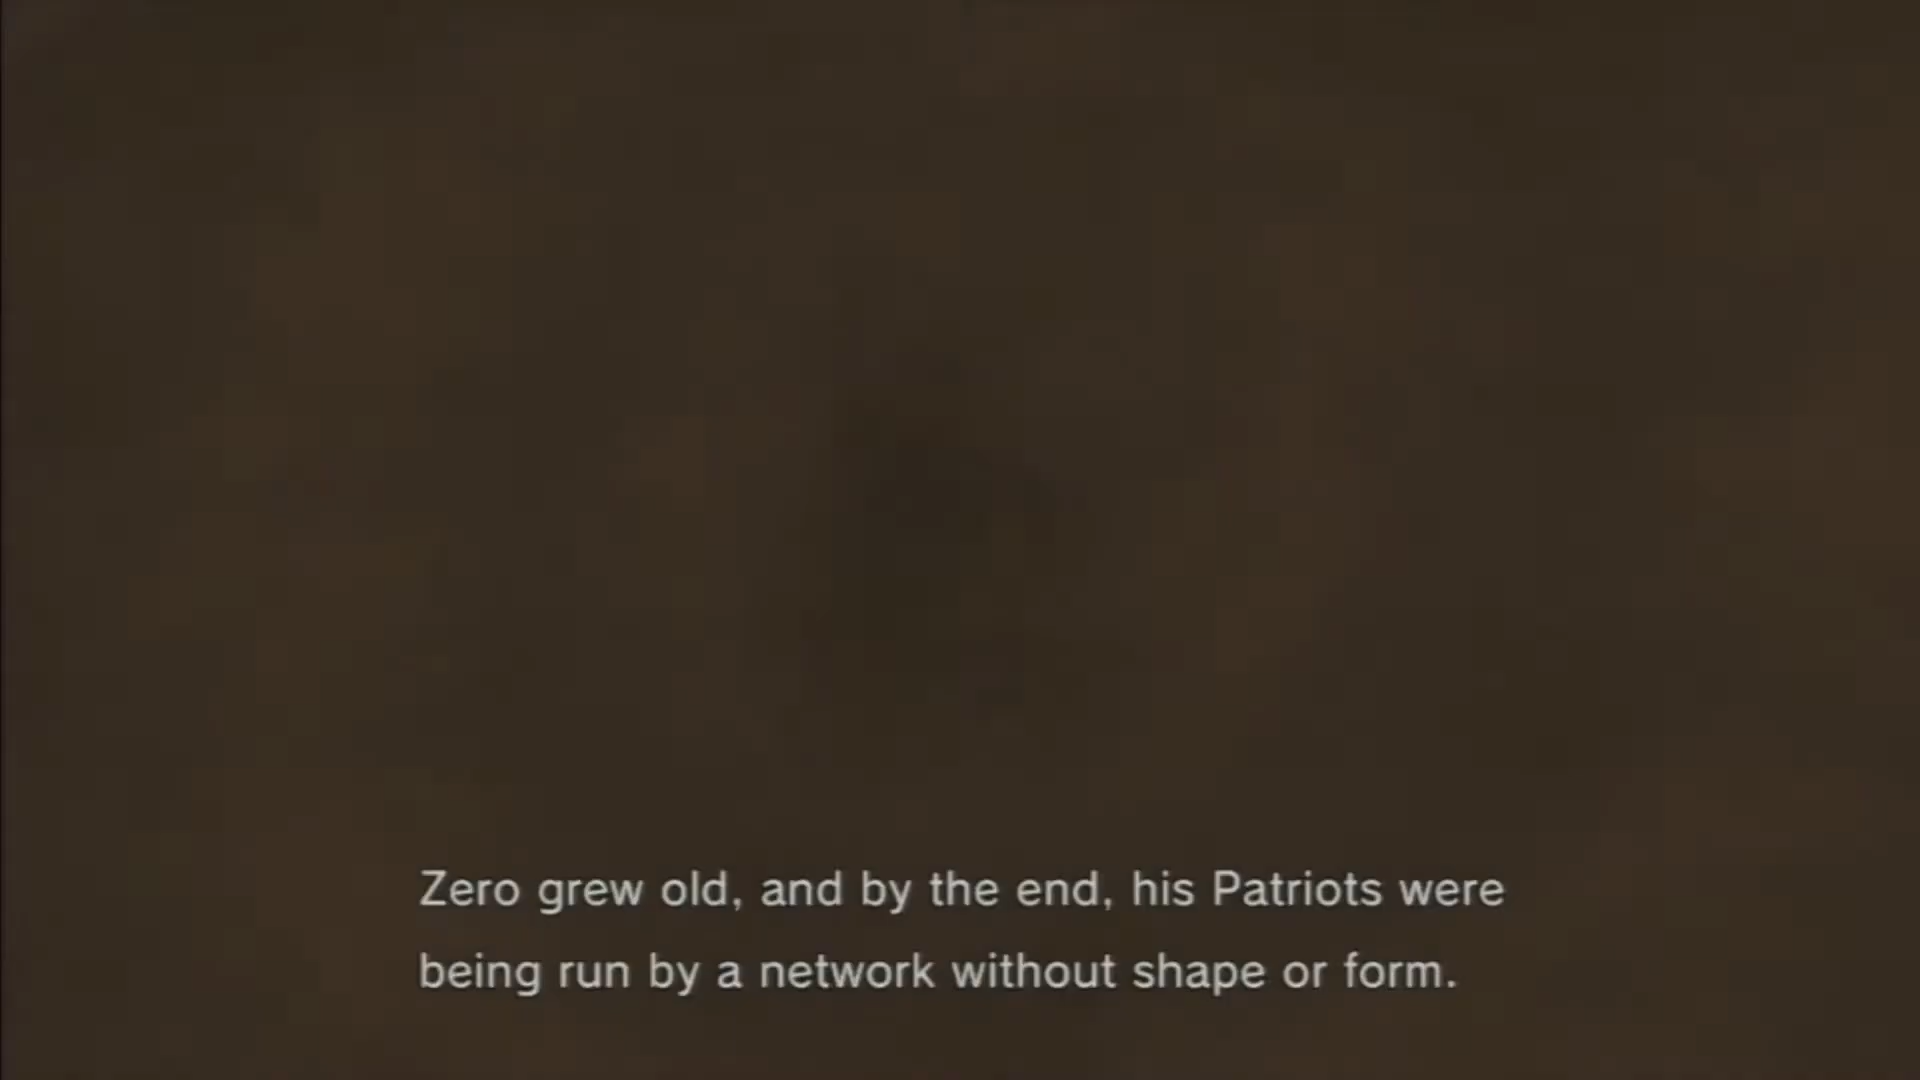 Zero grew old, and by the end, his Patriots were
being run by a network without shape or form.